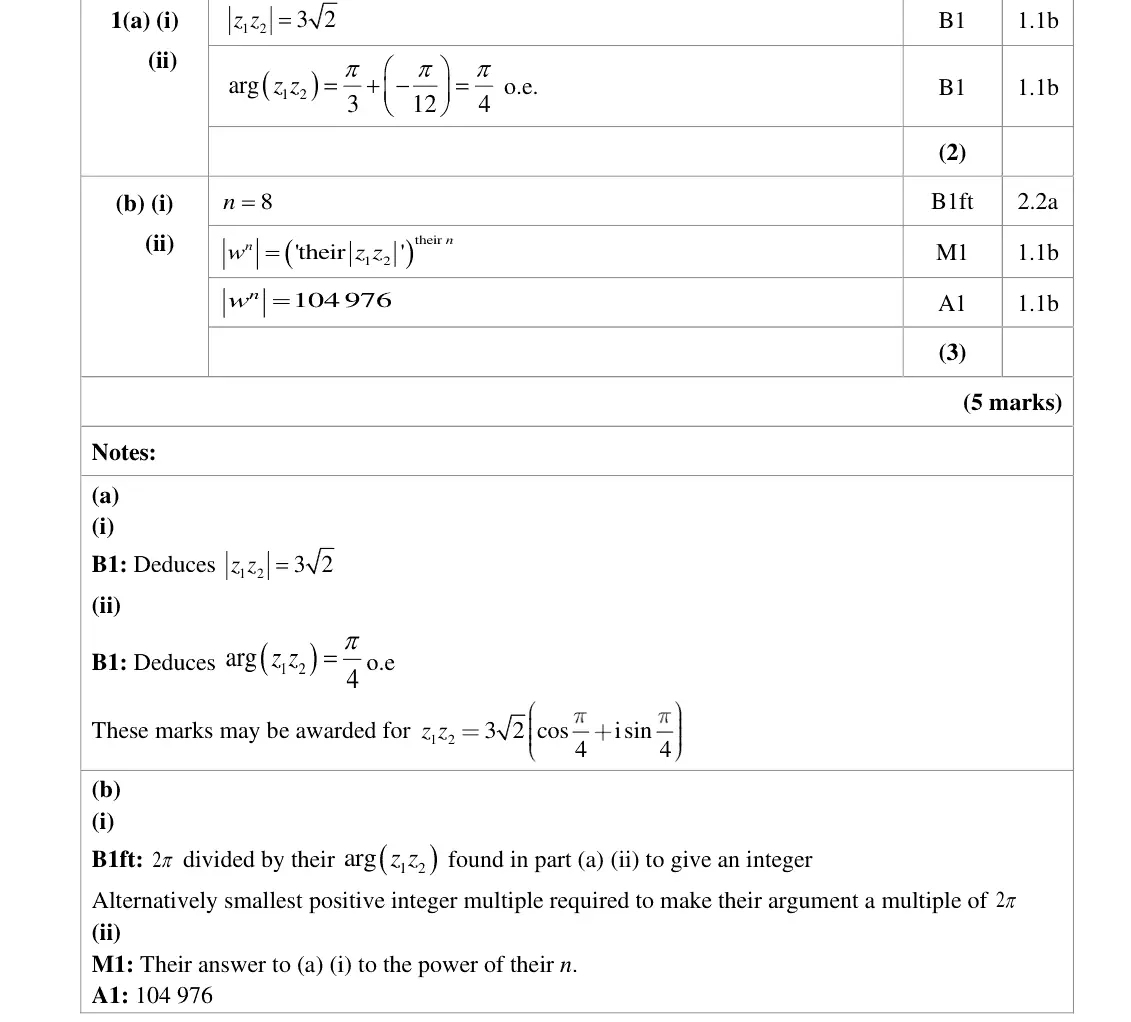 1(a) (i) |z₁z₂| = 3√2 B1 1.1b
(ii) arg(z₁z₂) = π/3 + (−π/12) = π/4 o.e. B1 1.1b
(2)
(b) (i) n = 8 B1ft 2.2a
(ii) |wⁿ| = ('their |z₁z₂|')^their n M1 1.1b
|wⁿ| = 104 976 A1 1.1b
(3)
(5 marks)
Notes:
(a)
(i)
B1: Deduces |z₁z₂| = 3√2
(ii)
B1: Deduces arg(z₁z₂) = π/4 o.e
These marks may be awarded for z₁z₂ = 3√2(cos π/4 + i sin π/4)
(b)
(i)
B1ft: 2π divided by their arg(z₁z₂) found in part (a) (ii) to give an integer
Alternatively smallest positive integer multiple required to make their argument a multiple of 2π
(ii)
M1: Their answer to (a) (i) to the power of their n.
A1: 104 976